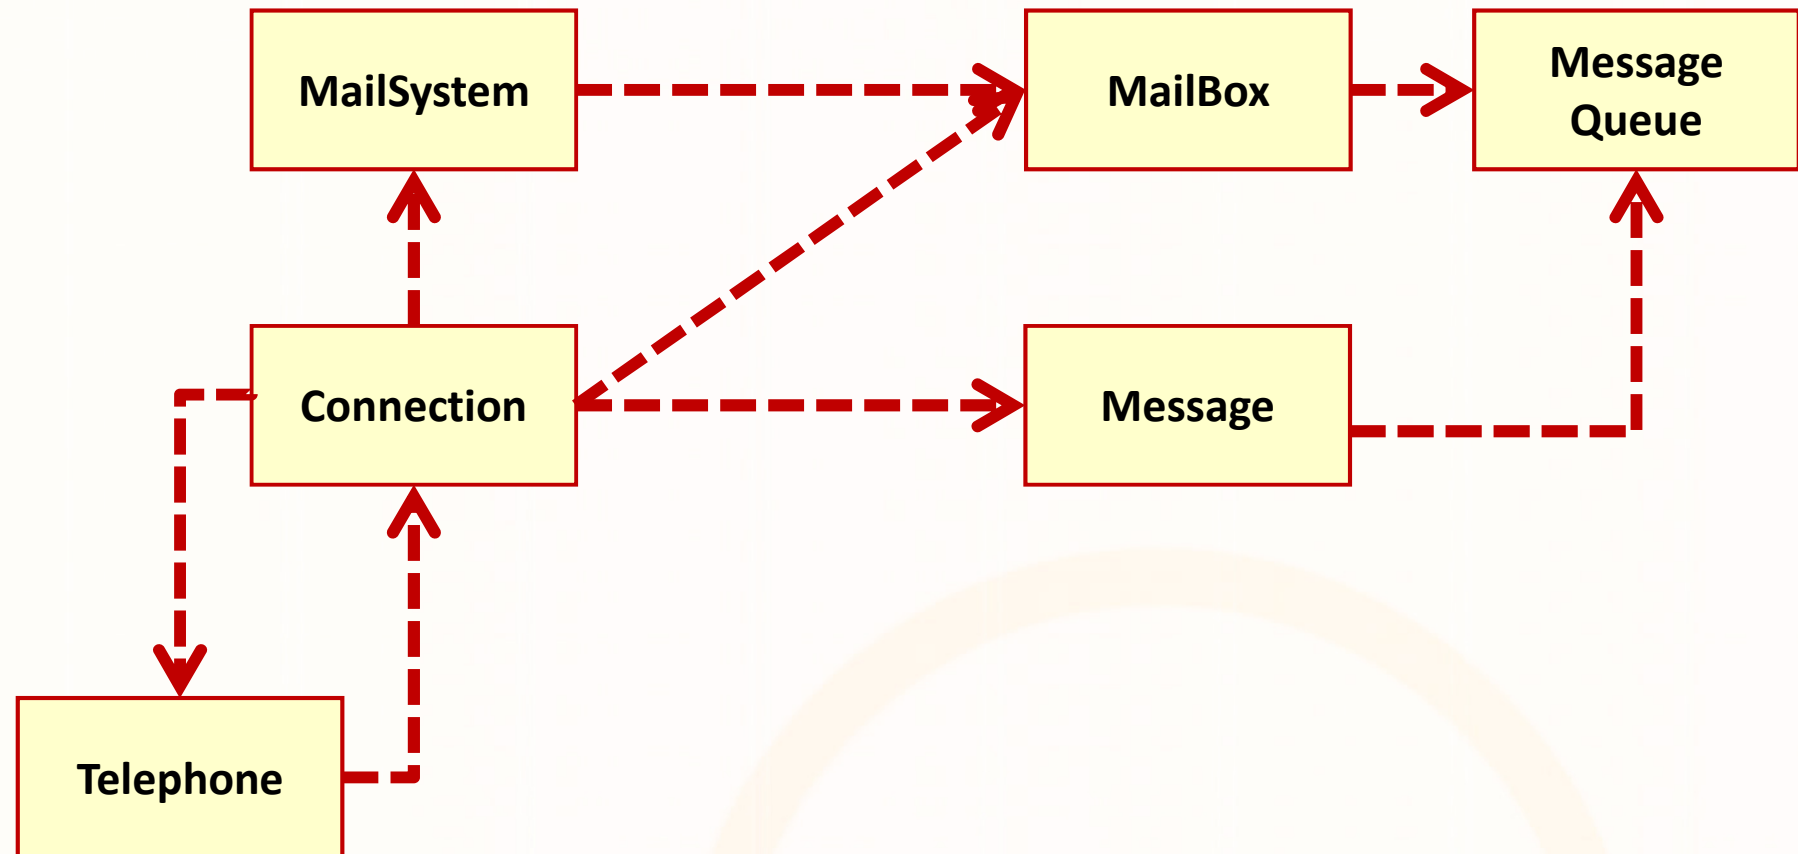 MailSystem
MailBox
Message
Queue
Connection
Message
Telephone